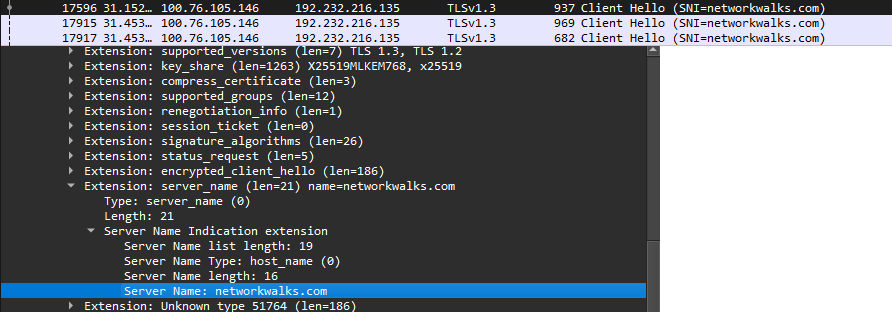 17596 31.152… 100.76.105.146 192.232.216.135 TLSv1.3 937 Client Hello (SNI=networkwalks.com)
17915 31.453… 100.76.105.146 192.232.216.135 TLSv1.3 969 Client Hello (SNI=networkwalks.com)
17917 31.453… 100.76.105.146 192.232.216.135 TLSv1.3 682 Client Hello (SNI=networkwalks.com)
Extension: supported_versions (len=7) TLS 1.3, TLS 1.2
Extension: key_share (len=1263) X25519MLKEM768, x25519
Extension: compress_certificate (len=3)
Extension: supported_groups (len=12)
Extension: renegotiation_info (len=1)
Extension: session_ticket (len=0)
Extension: signature_algorithms (len=26)
Extension: status_request (len=5)
Extension: encrypted_client_hello (len=186)
Extension: server_name (len=21) name=networkwalks.com
Type: server_name (0)
Length: 21
Server Name Indication extension
Server Name list length: 19
Server Name Type: host_name (0)
Server Name length: 16
Server Name: networkwalks.com
Extension: Unknown type 51764 (len=186)